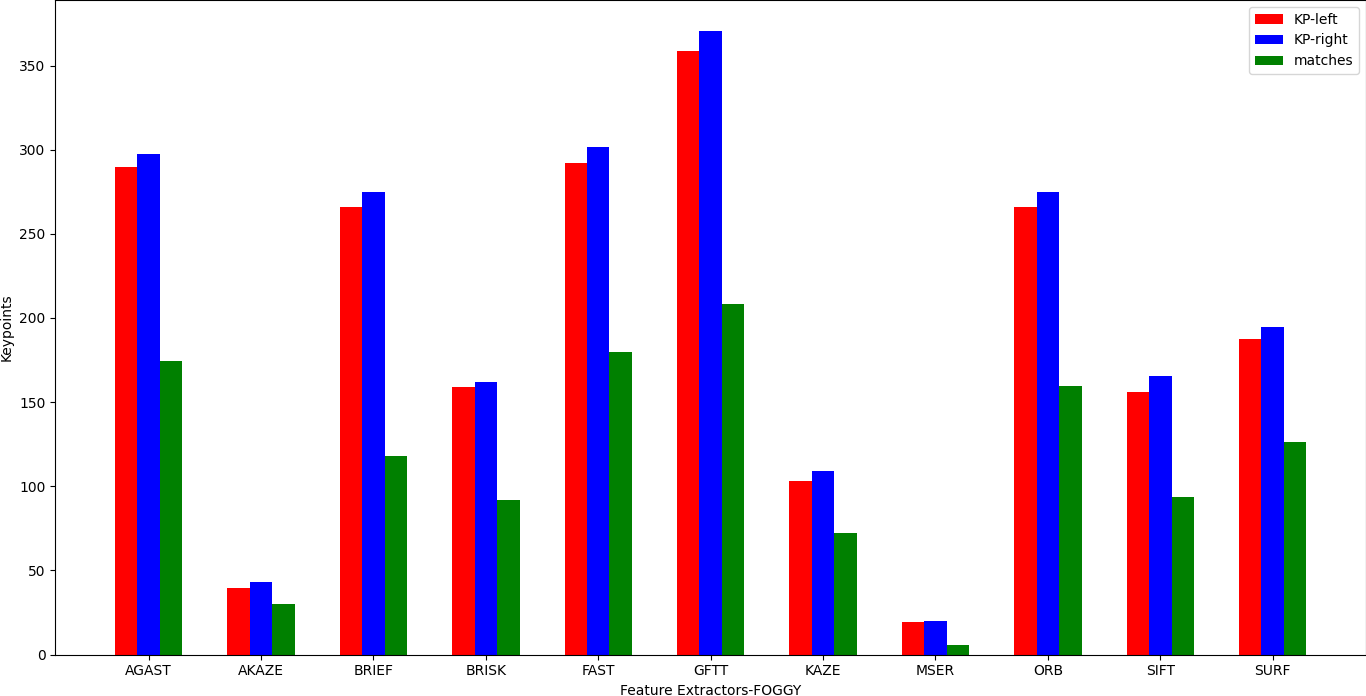 KP-left
KP-right
matches
350
300
250
200
150
100
50
0
Keypoints
AGAST AKAZE BRIEF BRISK FAST GFTT KAZE MSER ORB SIFT SURF
Feature Extractors-FOGGY